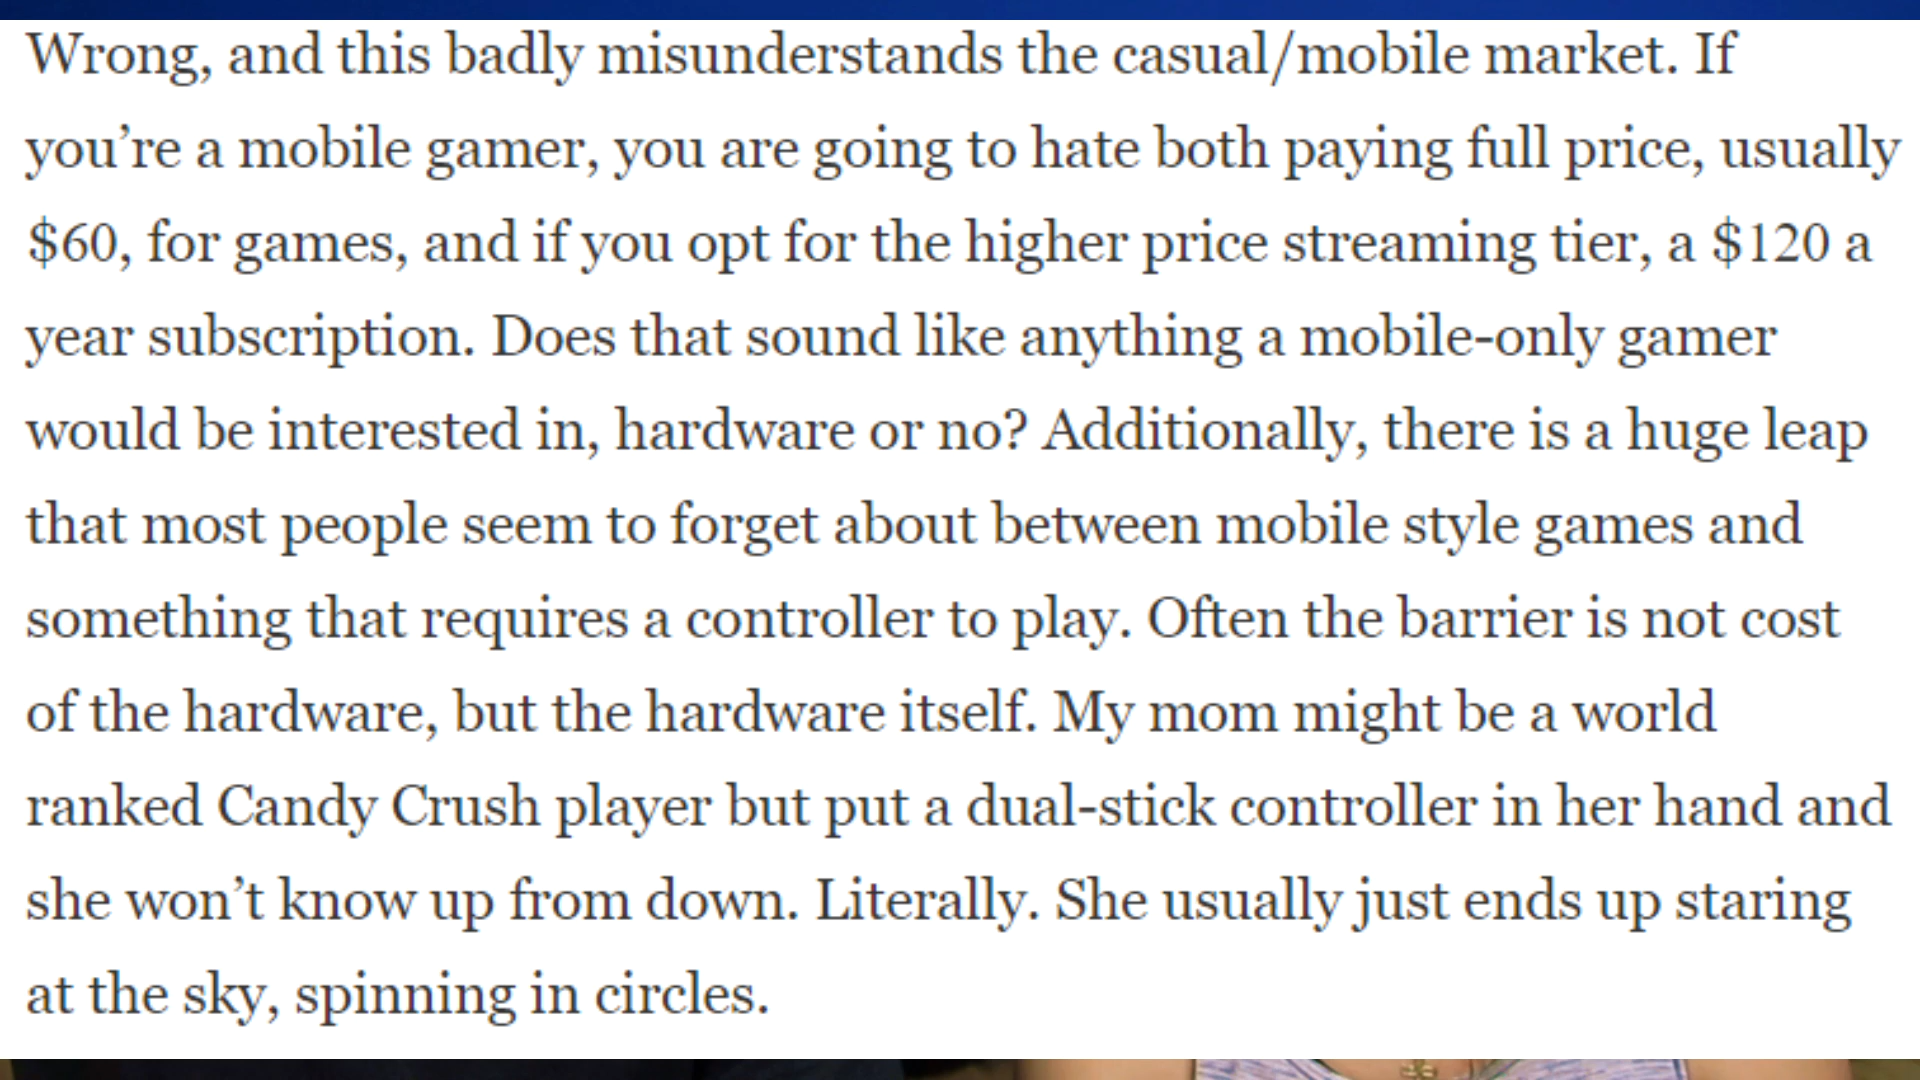 Wrong, and this badly misunderstands the casual/mobile market. If
you’re a mobile gamer, you are going to hate both paying full price, usually
$60, for games, and if you opt for the higher price streaming tier, a $120 a
year subscription. Does that sound like anything a mobile-only gamer
would be interested in, hardware or no? Additionally, there is a huge leap
that most people seem to forget about between mobile style games and
something that requires a controller to play. Often the barrier is not cost
of the hardware, but the hardware itself. My mom might be a world
ranked Candy Crush player but put a dual-stick controller in her hand and
she won’t know up from down. Literally. She usually just ends up staring
at the sky, spinning in circles.